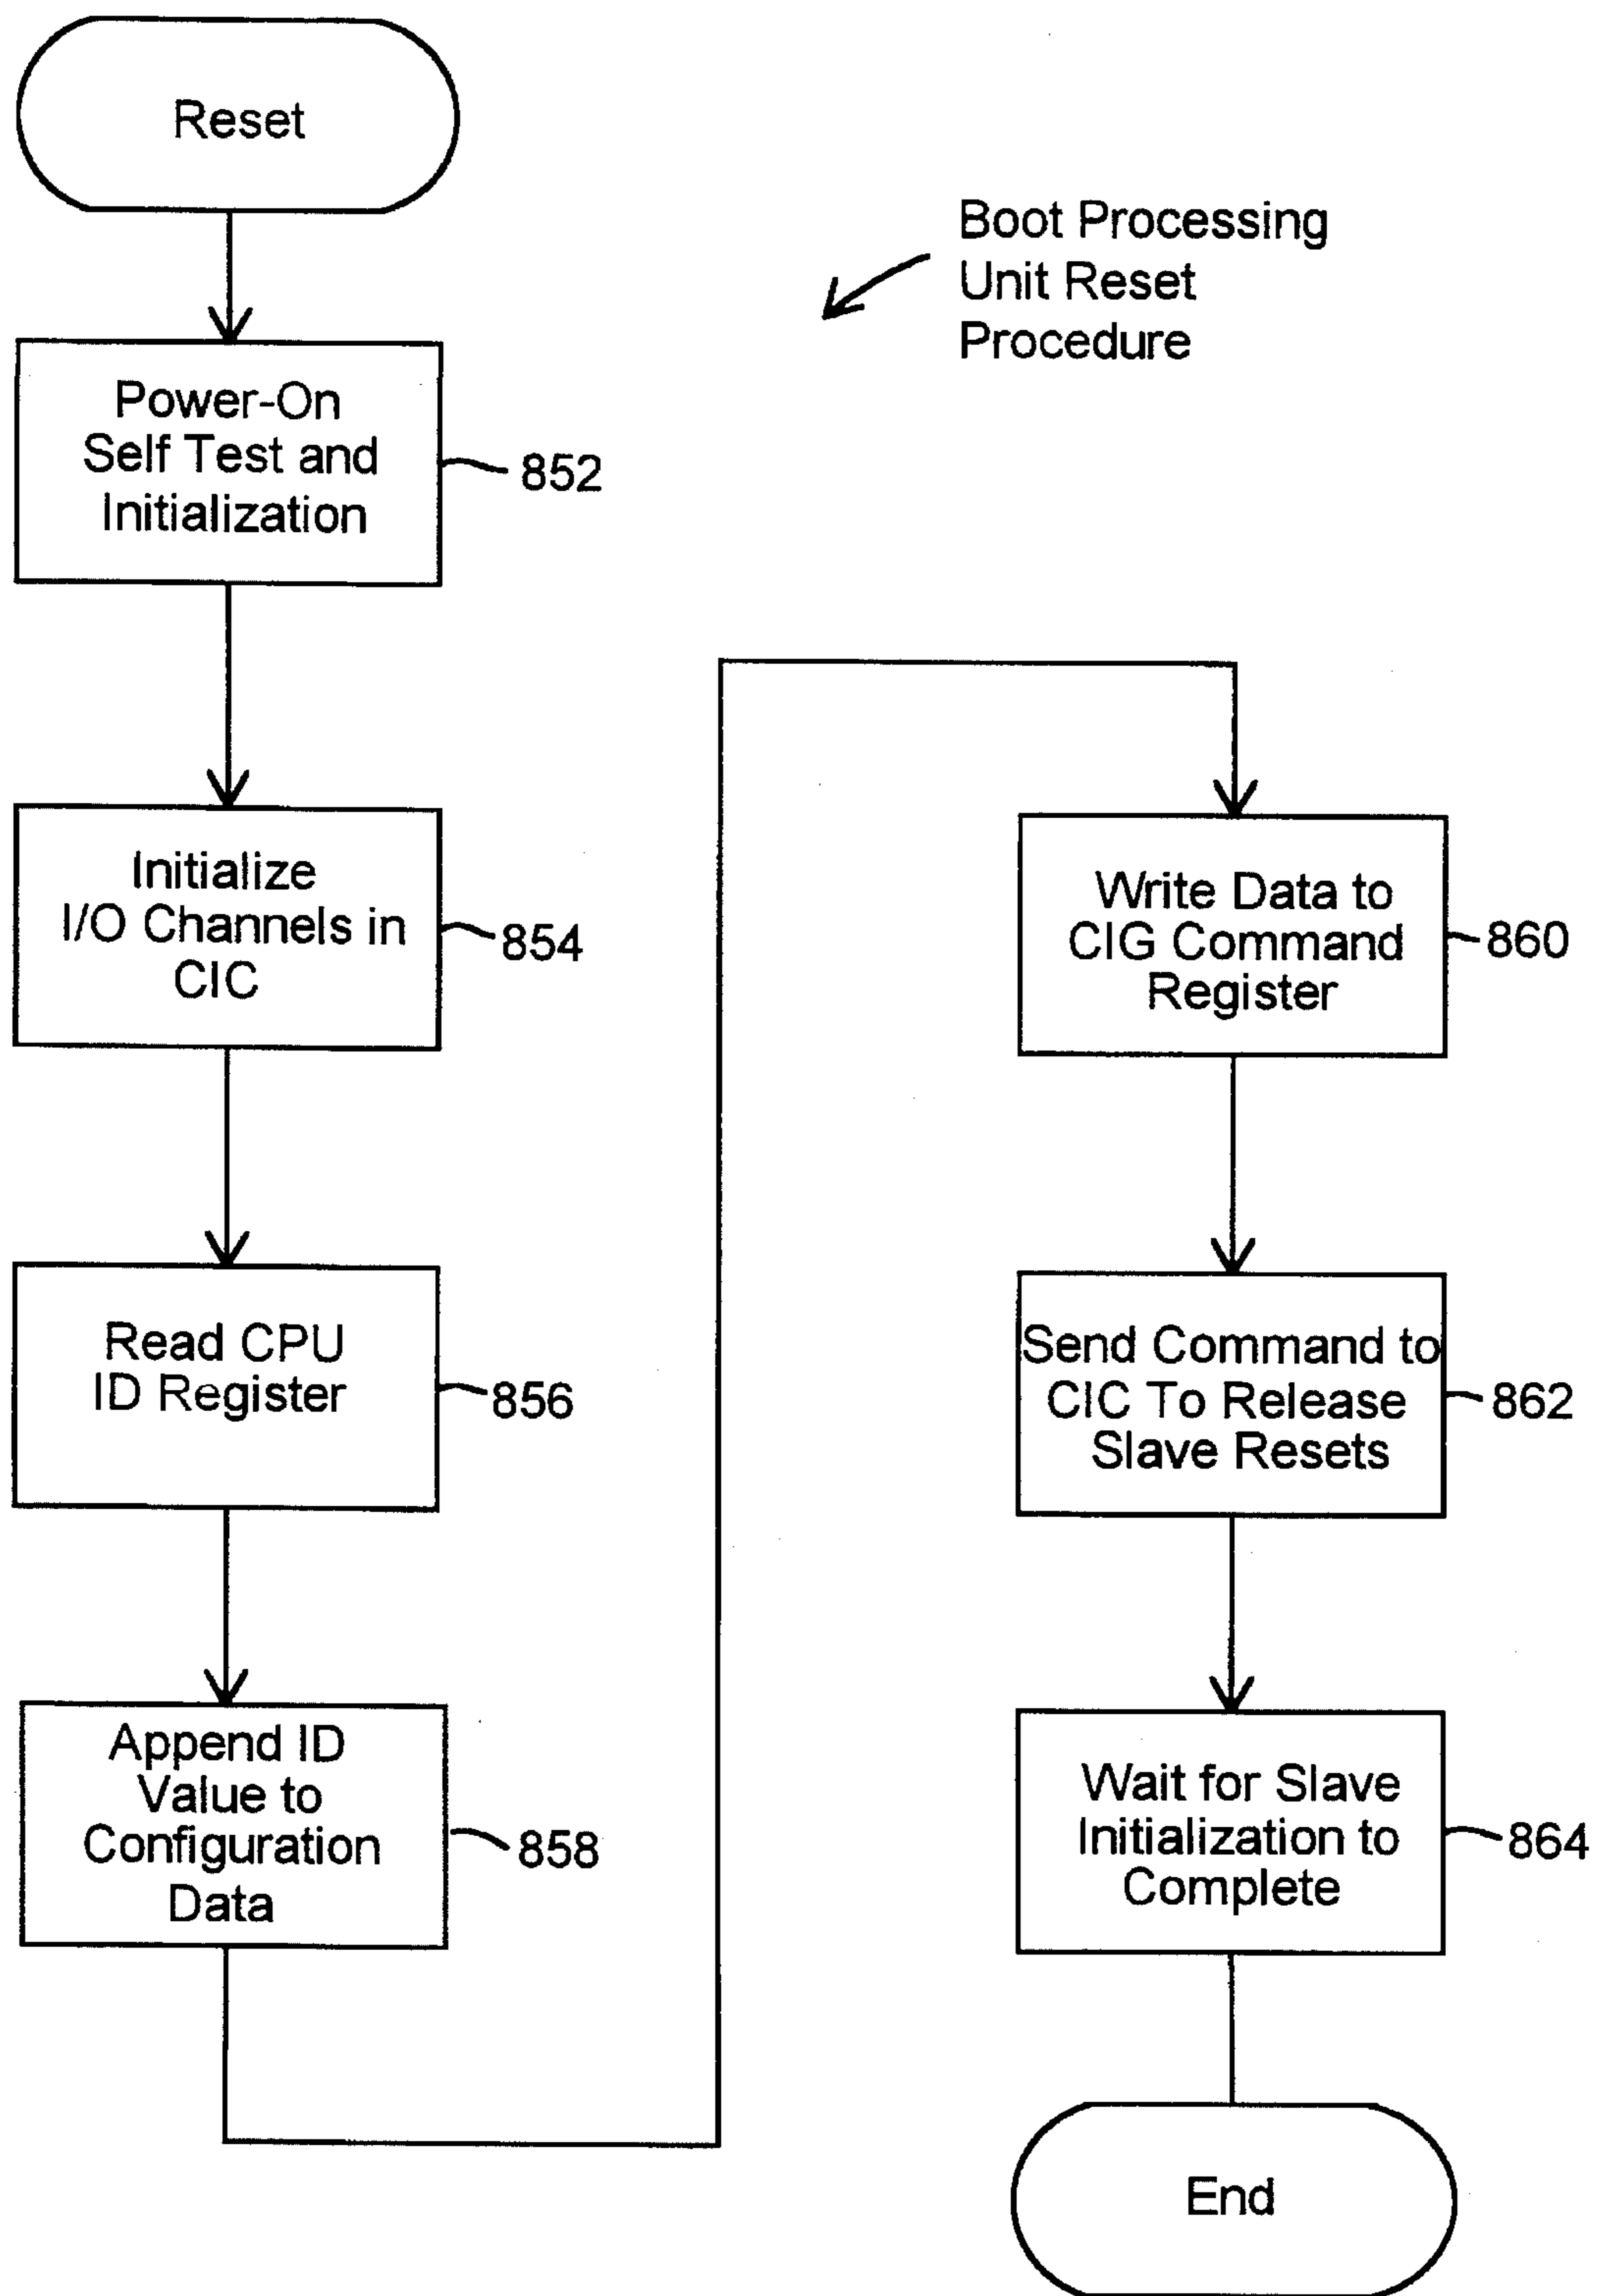 Reset
Boot Processing
Unit Reset
Procedure
Power-On
Self Test and
Initialization
852
Initialize
I/O Channels in
CIC
854
Read CPU
ID Register
856
Append ID
Value to
Configuration
Data
858
Write Data to
CIG Command
Register
860
Send Command to
CIC To Release
Slave Resets
862
Wait for Slave
Initialization to
Complete
864
End